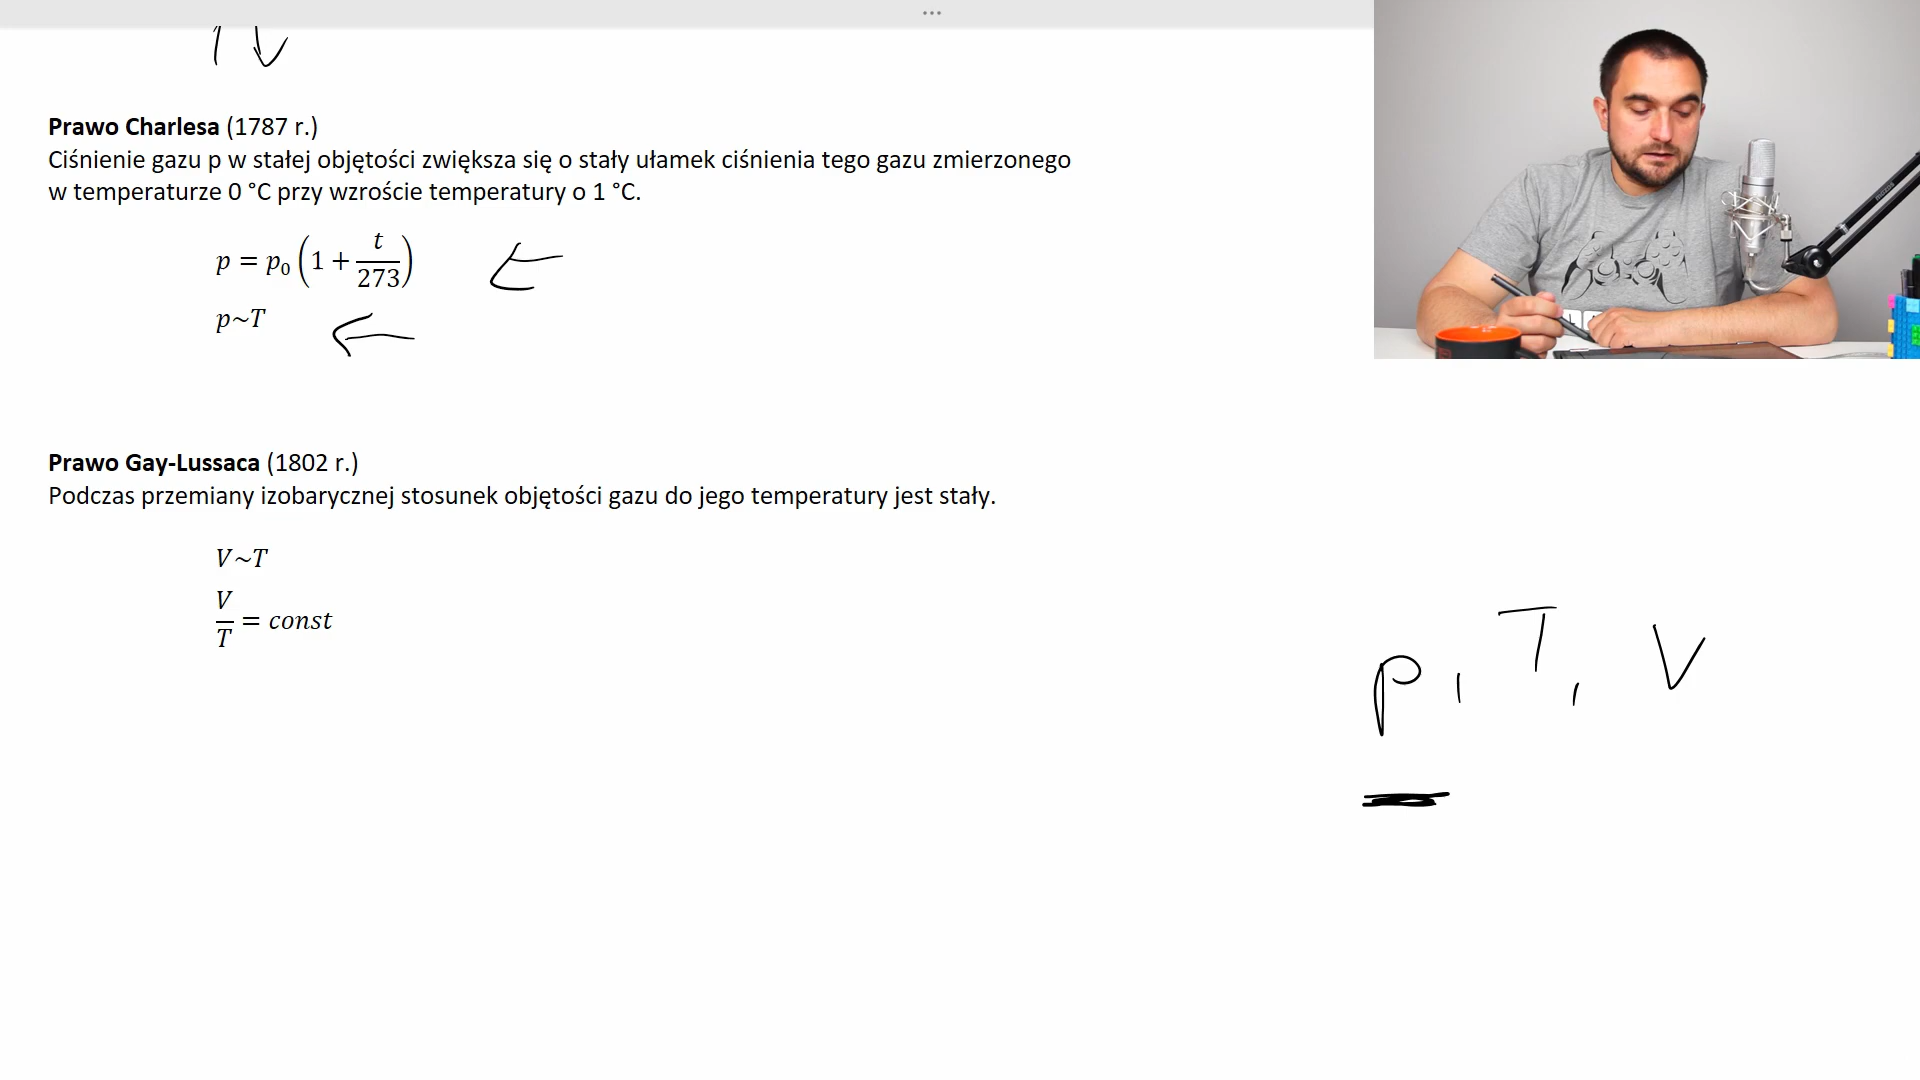 Prawo Charlesa (1787 r.)
Ciśnienie gazu p w stałej objętości zwiększa się o stały ułamek ciśnienia tego gazu zmierzonego
w temperaturze 0 °C przy wzroście temperatury o 1 °C.
p = p₀ (1 + t/273)
p~T
Prawo Gay-Lussaca (1802 r.)
Podczas przemiany izobarycznej stosunek objętości gazu do jego temperatury jest stały.
V~T
V/T = const
p, T, V